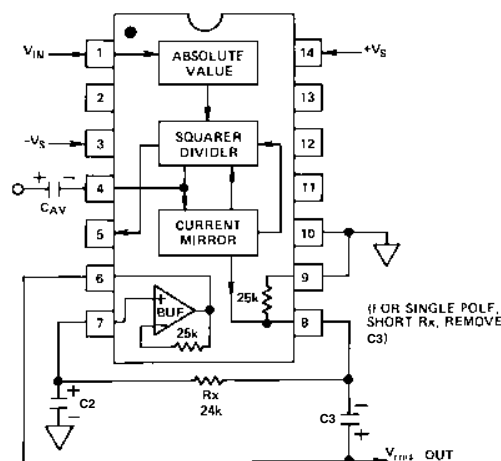 VIN
1
ABSOLUTE
VALUE
14
+VS
2
13
-VS
3
SQUARER
DIVIDER
12
+ -
CAV
4
11
5
CURRENT
MIRROR
10
6
25k
9
7
+
BUF
-
25k
8
(FOR SINGLE POLE,
SHORT Rx, REMOVE
C3)
+
C2
-
Rx
24k
-
C3
+
Vrms OUT